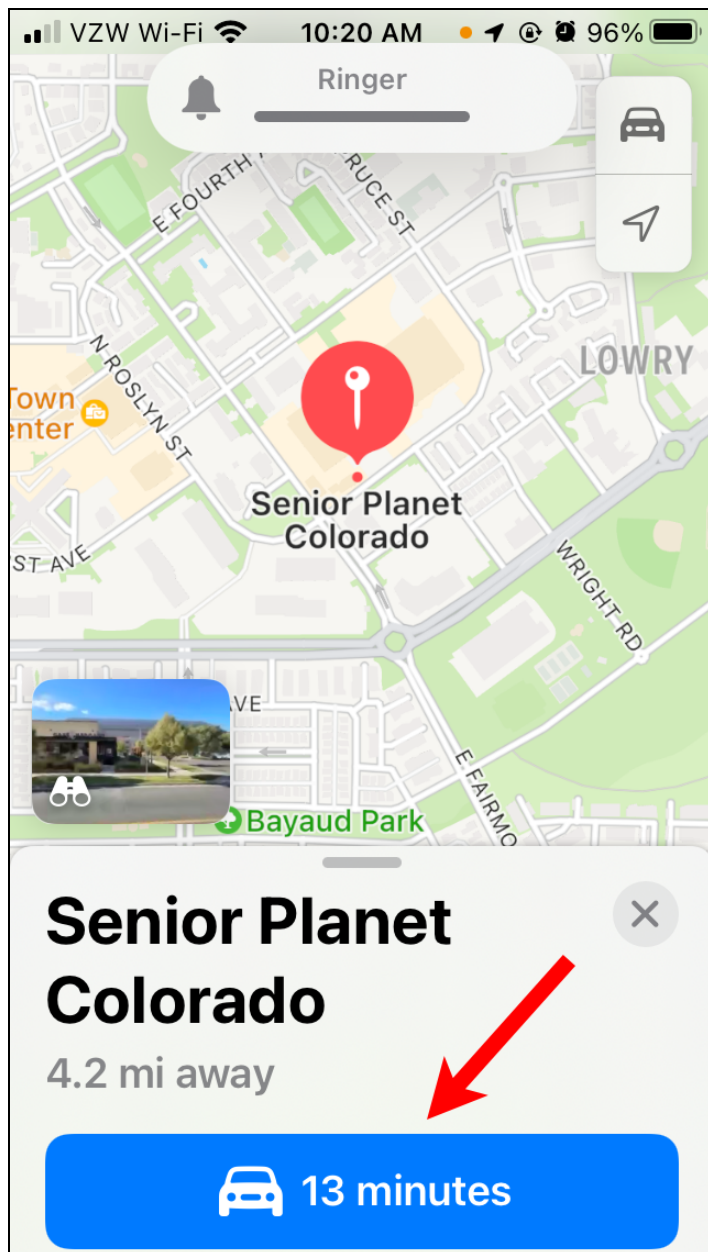 VZW Wi-Fi 10:20 AM 96%
Ringer
E FOURTH
RUCE ST
N ROSLYN ST
LOWRY
Town
enter
Senior Planet
Colorado
ST AVE
WRIGHT RD
VE
E FAIRMO
Bayaud Park
Senior Planet
Colorado
4.2 mi away
13 minutes